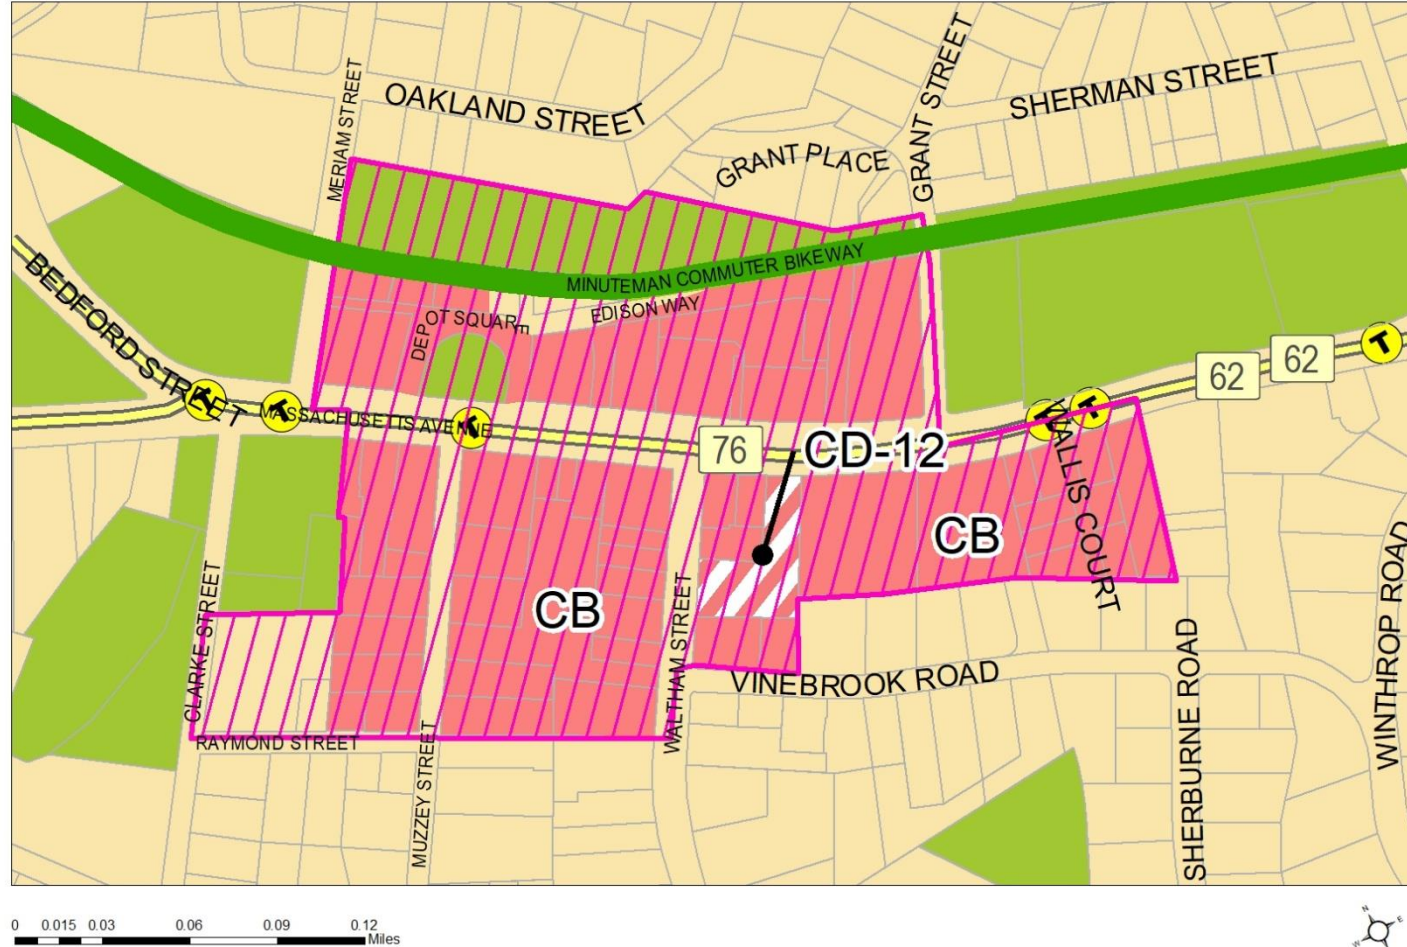 OAKLAND STREET
MERIAM STREET
GRANT PLACE
GRANT STREET
SHERMAN STREET
MINUTEMAN COMMUTER BIKEWAY
EDISON WAY
DEPOT SQUARE
BEDFORD STREET
MASSACHUSETTS AVENUE
T
T
T
T
T
T
62
62
76
CD-12
CB
CB
WALLIS COURT
CLARKE STREET
RAYMOND STREET
MUZZEY STREET
WALTHAM STREET
VINEBROOK ROAD
SHERBURNE ROAD
WINTHROP ROAD
0 0.015 0.03 0.06 0.09 0.12
Miles
N
E
W